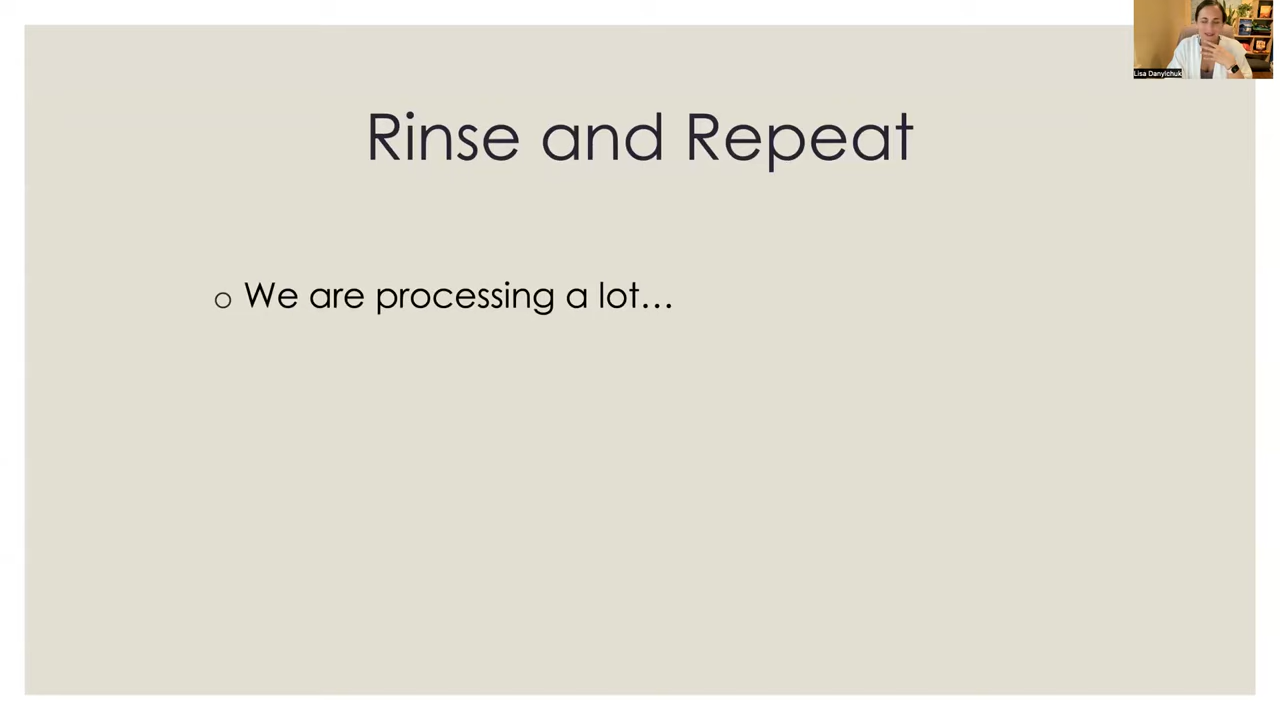 Lisa Danylchuk
Rinse and Repeat
o We are processing a lot…